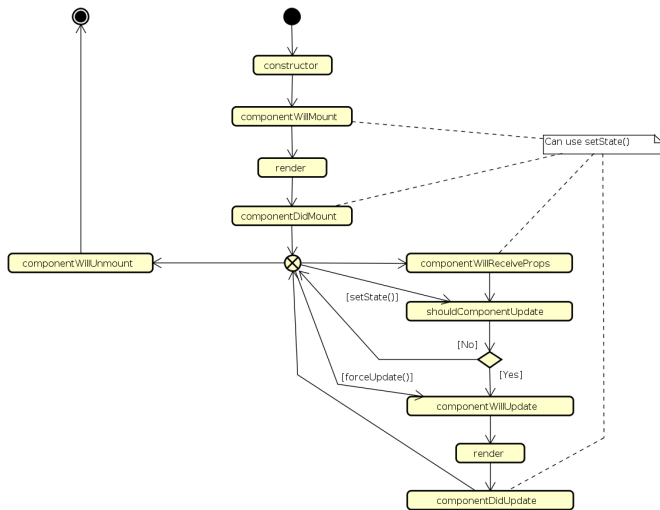 constructor
componentWillMount
Can use setState()
render
componentDidMount
componentWillUnmount
componentWillReceiveProps
[setState()]
shouldComponentUpdate
[No]
[Yes]
[forceUpdate()]
componentWillUpdate
render
componentDidUpdate